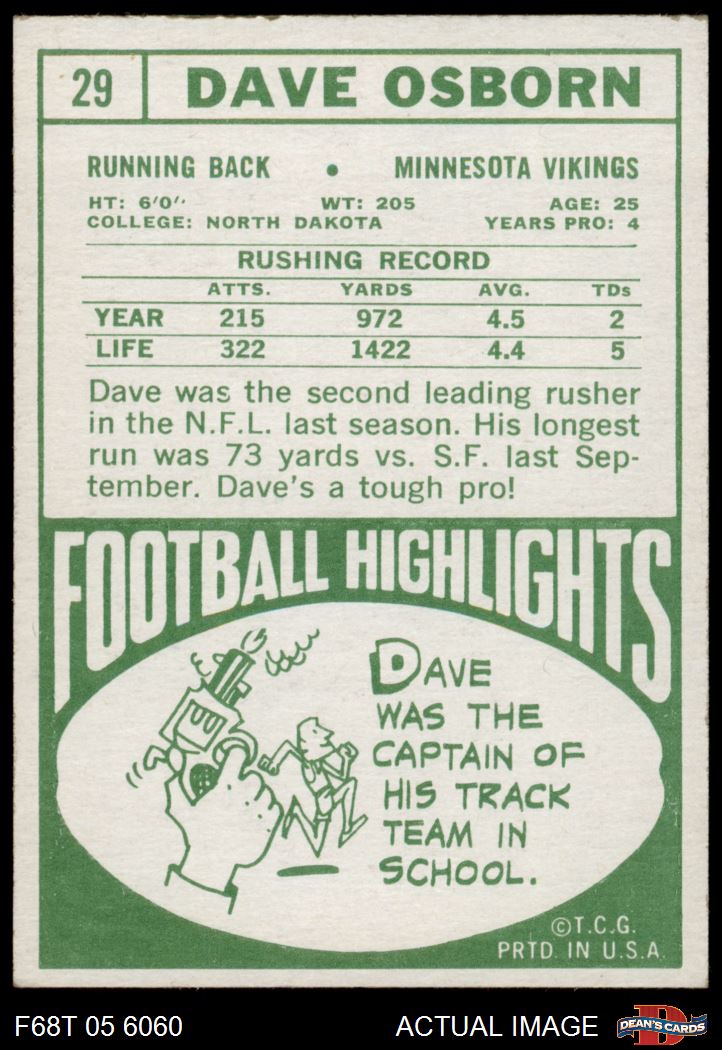 29 DAVE OSBORN
RUNNING BACK • MINNESOTA VIKINGS
HT: 6'0" WT: 205 AGE: 25
COLLEGE: NORTH DAKOTA YEARS PRO: 4
RUSHING RECORD
ATTS. YARDS AVG. TDs
YEAR 215 972 4.5 2
LIFE 322 1422 4.4 5
Dave was the second leading rusher
in the N.F.L. last season. His longest
run was 73 yards vs. S.F. last Sep-
tember. Dave's a tough pro!
FOOTBALL HIGHLIGHTS
DAVE
WAS THE
CAPTAIN OF
HIS TRACK
TEAM IN
SCHOOL.
©T.C.G.
PRTD. IN U.S.A.
F68T 05 6060 ACTUAL IMAGE D DEAN'S CARDS